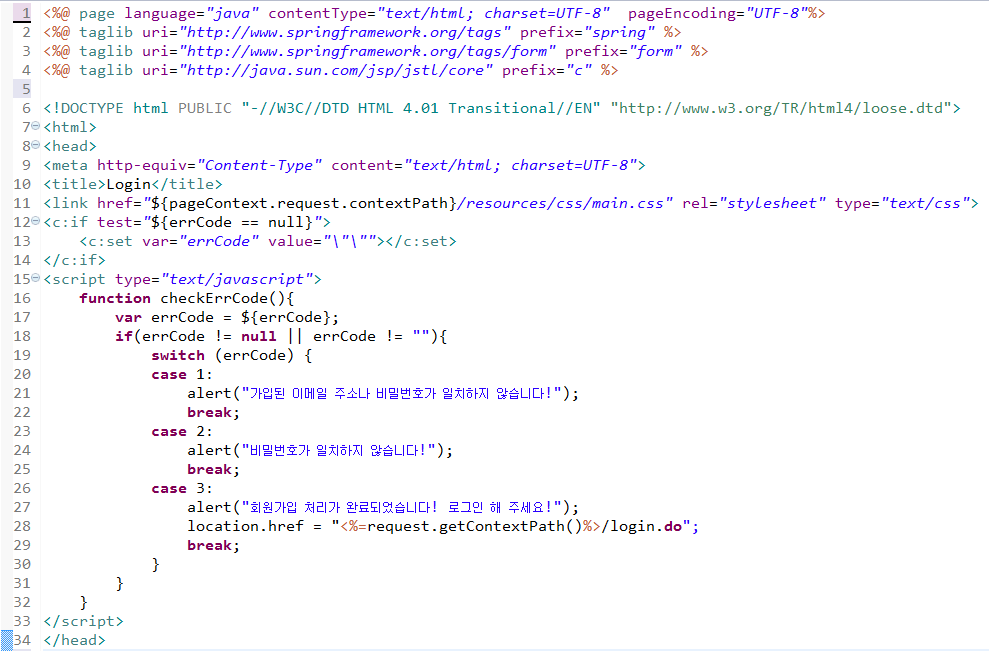 1 <%@ page language="java" contentType="text/html; charset=UTF-8"  pageEncoding="UTF-8"%>
2 <%@ taglib uri="http://www.springframework.org/tags" prefix="spring" %>
3 <%@ taglib uri="http://www.springframework.org/tags/form" prefix="form" %>
4 <%@ taglib uri="http://java.sun.com/jsp/jstl/core" prefix="c" %>
5
6 <!DOCTYPE html PUBLIC "-//W3C//DTD HTML 4.01 Transitional//EN" "http://www.w3.org/TR/html4/loose.dtd">
7 <html>
8 <head>
9 <meta http-equiv="Content-Type" content="text/html; charset=UTF-8">
10 <title>Login</title>
11 <link href="${pageContext.request.contextPath}/resources/css/main.css" rel="stylesheet" type="text/css">
12 <c:if test="${errCode == null}">
13     <c:set var="errCode" value="\"\""></c:set>
14 </c:if>
15 <script type="text/javascript">
16     function checkErrCode(){
17         var errCode = ${errCode};
18         if(errCode != null || errCode != ""){
19             switch (errCode) {
20             case 1:
21                 alert("가입된 이메일 주소나 비밀번호가 일치하지 않습니다!");
22                 break;
23             case 2:
24                 alert("비밀번호가 일치하지 않습니다!");
25                 break;
26             case 3:
27                 alert("회원가입 처리가 완료되었습니다! 로그인 해 주세요!");
28                 location.href = "<%=request.getContextPath()%>/login.do";
29                 break;
30             }
31         }
32     }
33 </script>
34 </head>